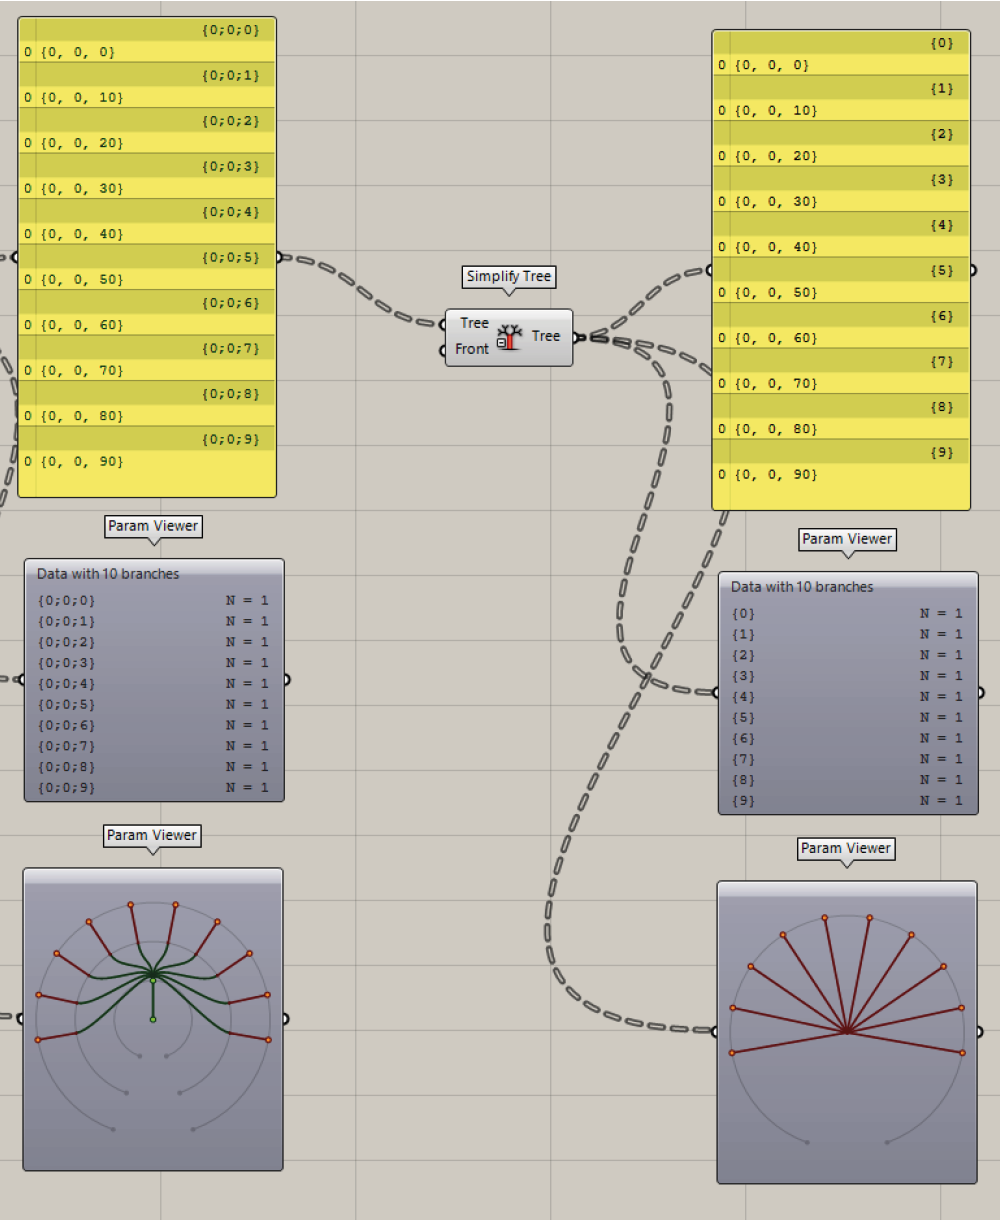 {0;0;0}
0 {0, 0, 0}
{0;0;1}
0 {0, 0, 10}
{0;0;2}
0 {0, 0, 20}
{0;0;3}
0 {0, 0, 30}
{0;0;4}
0 {0, 0, 40}
{0;0;5}
0 {0, 0, 50}
{0;0;6}
0 {0, 0, 60}
{0;0;7}
0 {0, 0, 70}
{0;0;8}
0 {0, 0, 80}
{0;0;9}
0 {0, 0, 90}
Simplify Tree
Tree
Front
Tree
{0}
0 {0, 0, 0}
{1}
0 {0, 0, 10}
{2}
0 {0, 0, 20}
{3}
0 {0, 0, 30}
{4}
0 {0, 0, 40}
{5}
0 {0, 0, 50}
{6}
0 {0, 0, 60}
{7}
0 {0, 0, 70}
{8}
0 {0, 0, 80}
{9}
0 {0, 0, 90}
Param Viewer
Data with 10 branches
{0;0;0} N = 1
{0;0;1} N = 1
{0;0;2} N = 1
{0;0;3} N = 1
{0;0;4} N = 1
{0;0;5} N = 1
{0;0;6} N = 1
{0;0;7} N = 1
{0;0;8} N = 1
{0;0;9} N = 1
Param Viewer
Data with 10 branches
{0} N = 1
{1} N = 1
{2} N = 1
{3} N = 1
{4} N = 1
{5} N = 1
{6} N = 1
{7} N = 1
{8} N = 1
{9} N = 1
Param Viewer
Param Viewer